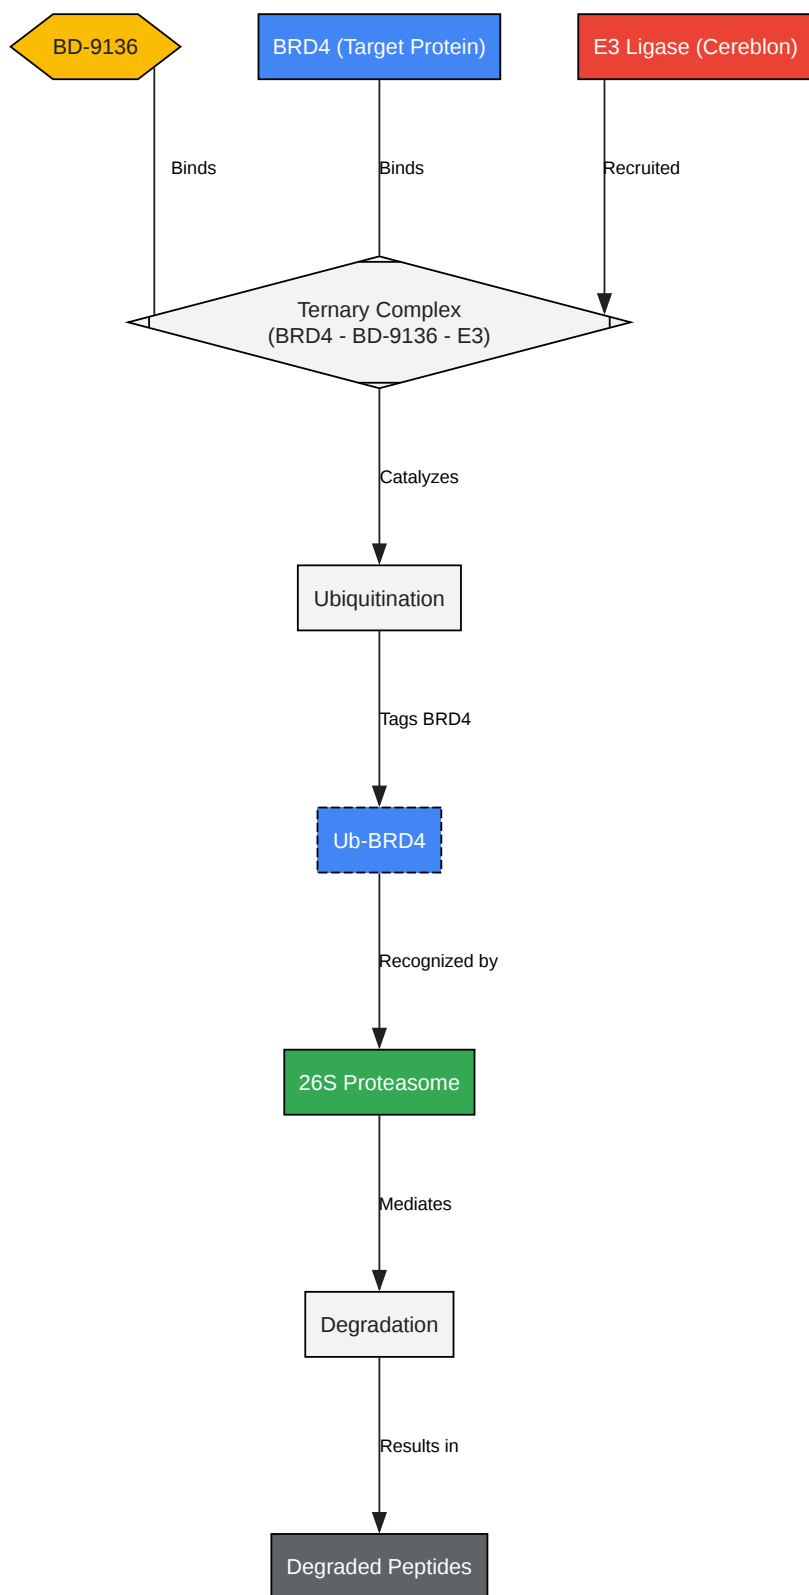 BD-9136
BRD4 (Target Protein)
E3 Ligase (Cereblon)
Binds
Binds
Recruited
Ternary Complex
(BRD4 - BD-9136 - E3)
Catalyzes
Ubiquitination
Tags BRD4
Ub-BRD4
Recognized by
26S Proteasome
Mediates
Degradation
Results in
Degraded Peptides